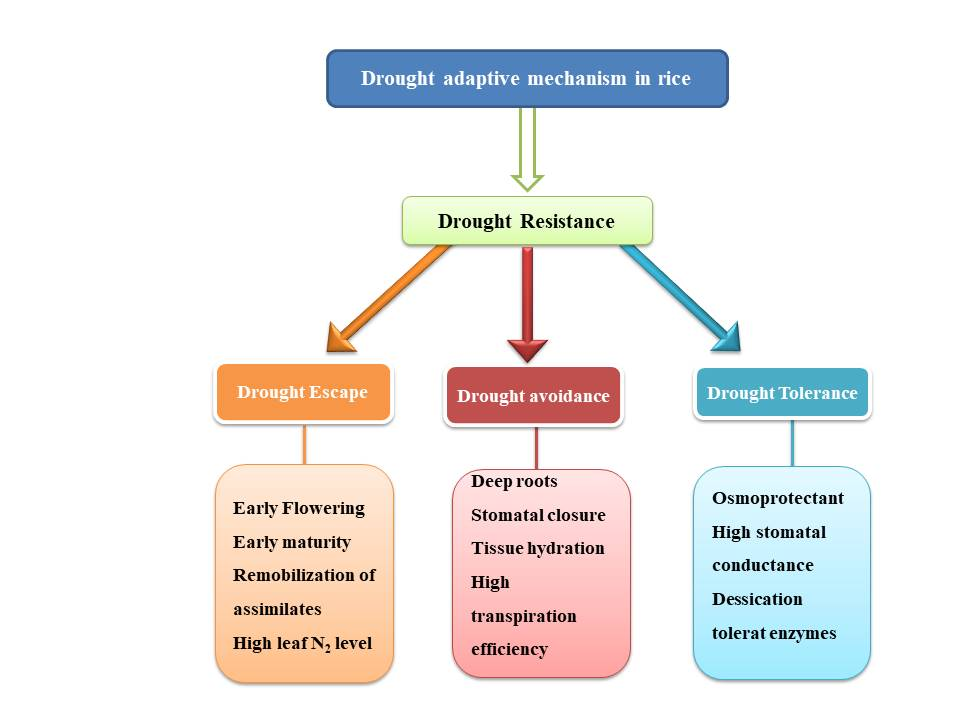 Drought adaptive mechanism in rice
Drought Resistance
Drought Escape
Drought avoidance
Drought Tolerance
Early Flowering
Early maturity
Remobilization of
assimilates
High leaf N₂ level
Deep roots
Stomatal closure
Tissue hydration
High
transpiration
efficiency
Osmoprotectant
High stomatal
conductance
Dessication
tolerat enzymes